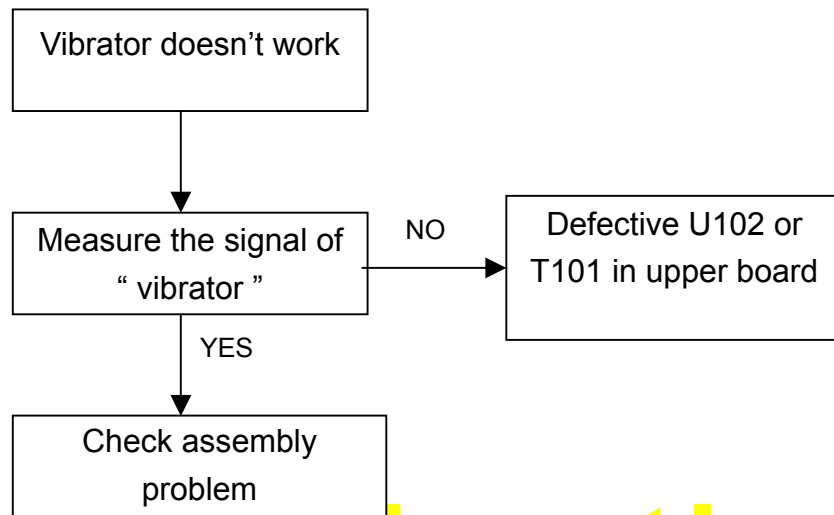 Vibrator doesn’t work
Measure the signal of
“ vibrator ”
NO
Defective U102 or
T101 in upper board
YES
Check assembly
problem